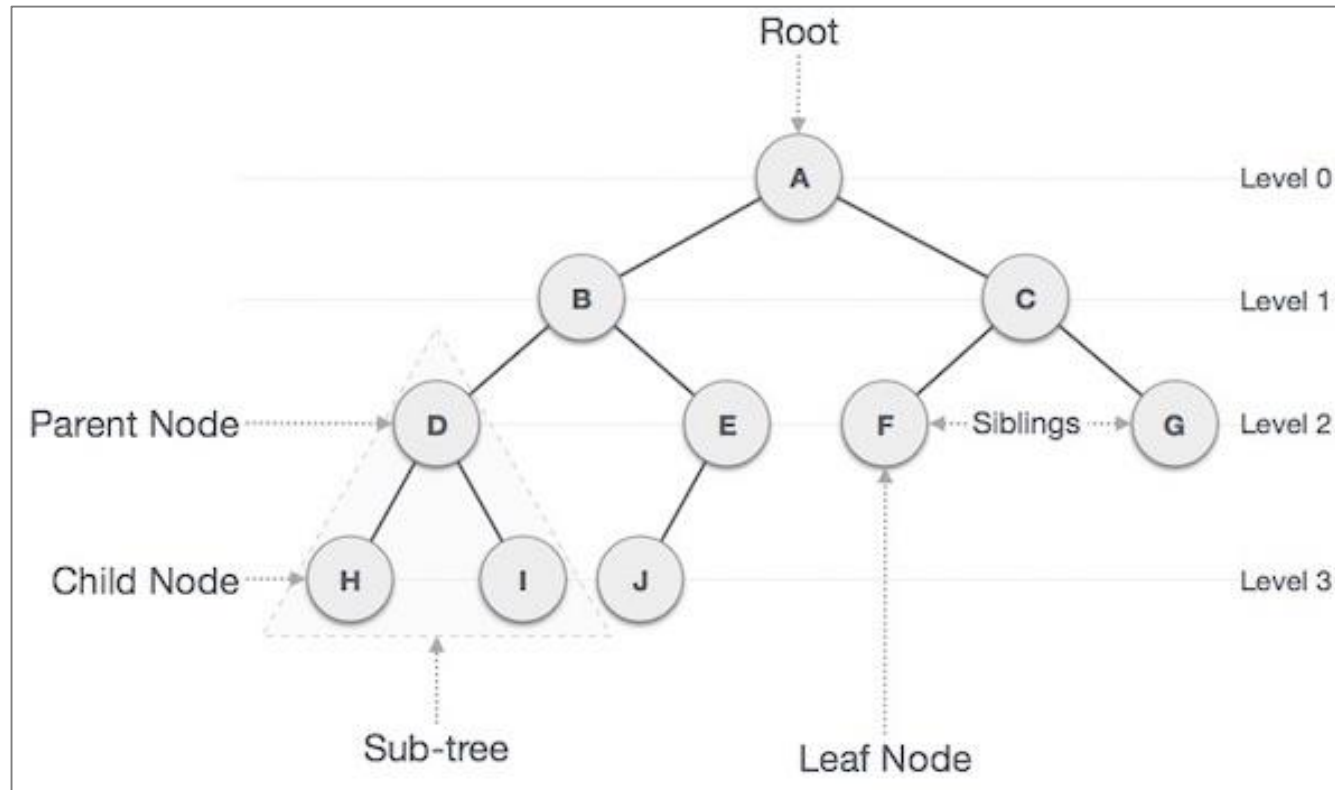 Root
A
Level 0
B
C
Level 1
Parent Node
D
E
F
Siblings
G
Level 2
Child Node
H
I
J
Level 3
Sub-tree
Leaf Node